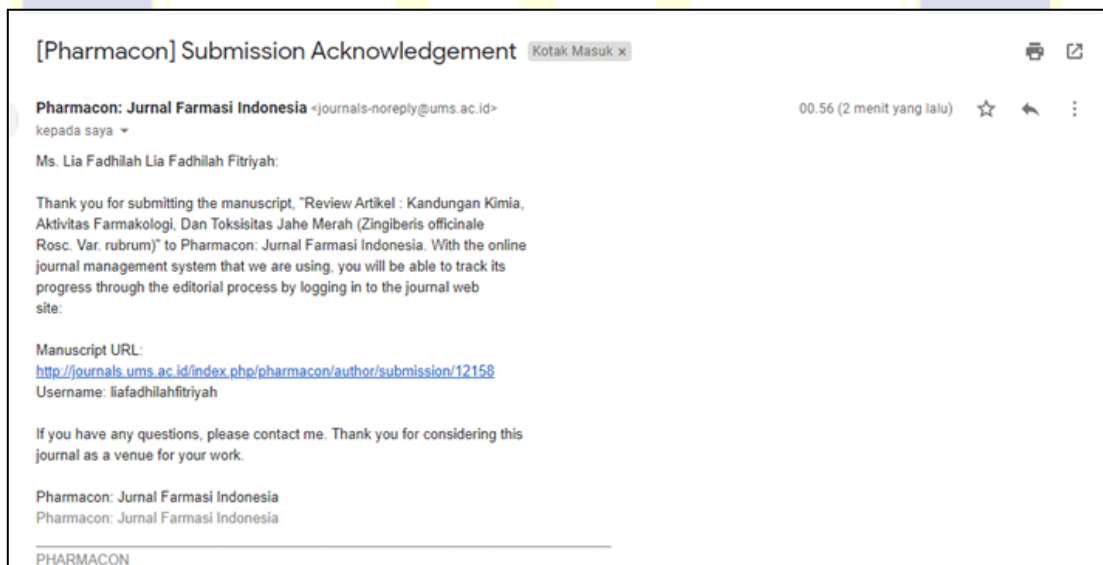 [Pharmacon] Submission Acknowledgement Kotak Masuk x
Pharmacon: Jurnal Farmasi Indonesia <journals-noreply@ums.ac.id> 00.56 (2 menit yang lalu)
kepada saya
Ms. Lia Fadhilah Lia Fadhilah Fitriyah:
Thank you for submitting the manuscript, "Review Artikel : Kandungan Kimia,
Aktivitas Farmakologi, Dan Toksisitas Jahe Merah (Zingiberis officinale
Rosc. Var. rubrum)" to Pharmacon: Jurnal Farmasi Indonesia. With the online
journal management system that we are using, you will be able to track its
progress through the editorial process by logging in to the journal web
site:
Manuscript URL:
http://journals.ums.ac.id/index.php/pharmacon/author/submission/12158
Username: liafadhilahfitriyah
If you have any questions, please contact me. Thank you for considering this
journal as a venue for your work.
Pharmacon: Jurnal Farmasi Indonesia
Pharmacon: Jurnal Farmasi Indonesia
PHARMACON